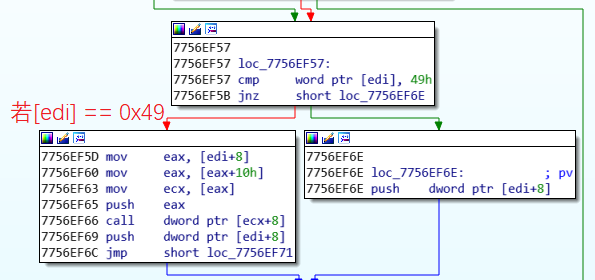 7756EF57
7756EF57 loc_7756EF57:
7756EF57 cmp word ptr [edi], 49h
7756EF5B jnz short loc_7756EF6E
若[edi] == 0x49
7756EF5D mov eax, [edi+8]
7756EF60 mov eax, [eax+10h]
7756EF63 mov ecx, [eax]
7756EF65 push eax
7756EF66 call dword ptr [ecx+8]
7756EF69 push dword ptr [edi+8]
7756EF6C jmp short loc_7756EF71
7756EF6E
7756EF6E loc_7756EF6E: ; pv
7756EF6E push dword ptr [edi+8]